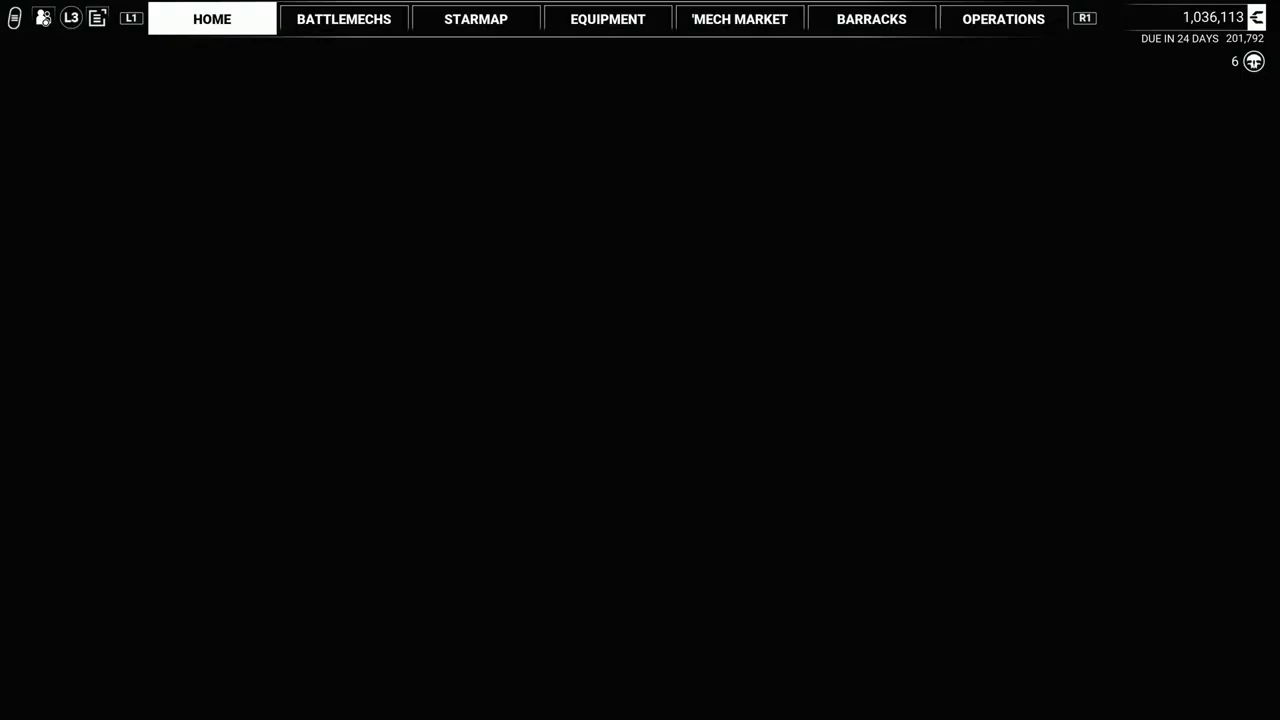 L3 L1 HOME BATTLEMECHS STARMAP EQUIPMENT 'MECH MARKET BARRACKS OPERATIONS R1 1,036,113
DUE IN 24 DAYS 201,792
6